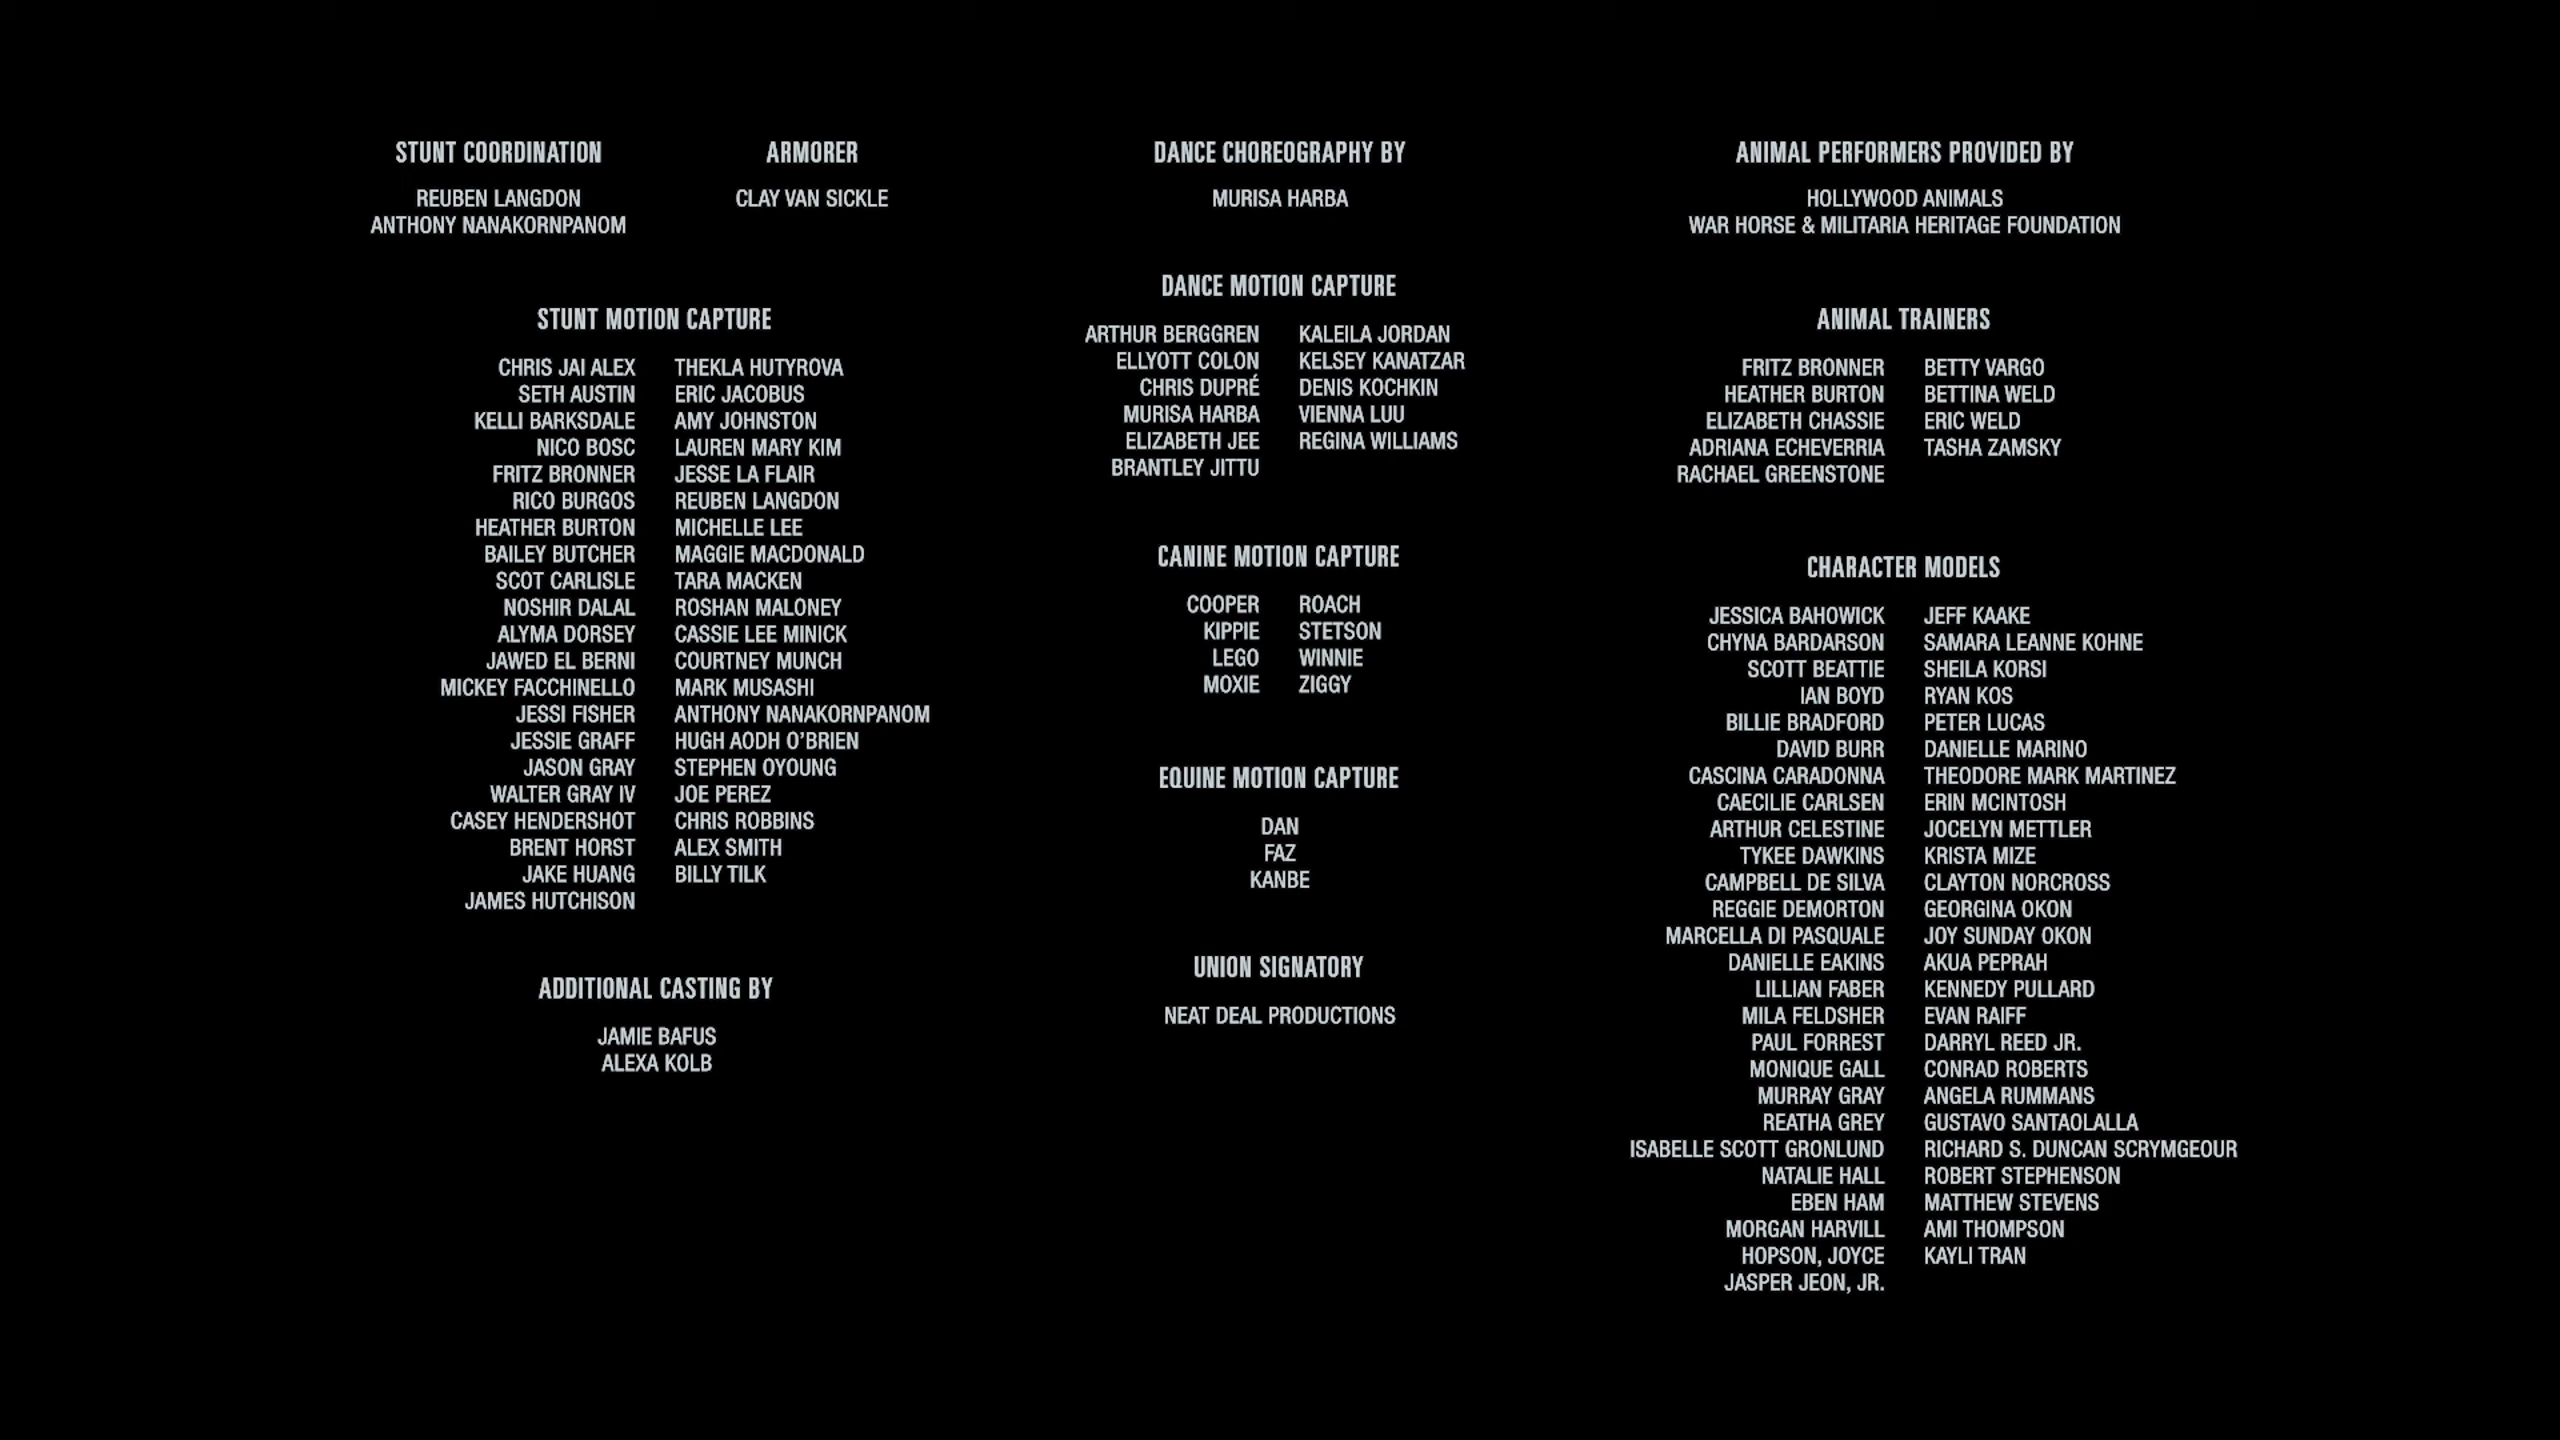 STUNT COORDINATION
REUBEN LANGDON
ANTHONY NANAKORNPANOM
ARMORER
CLAY VAN SICKLE
STUNT MOTION CAPTURE
CHRIS JAI ALEX THEKLA HUTYROVA
SETH AUSTIN ERIC JACOBUS
KELLI BARKSDALE AMY JOHNSTON
NICO BOSC LAUREN MARY KIM
FRITZ BRONNER JESSE LA FLAIR
RICO BURGOS REUBEN LANGDON
HEATHER BURTON MICHELLE LEE
BAILEY BUTCHER MAGGIE MACDONALD
SCOT CARLISLE TARA MACKEN
NOSHIR DALAL ROSHAN MALONEY
ALYMA DORSEY CASSIE LEE MINICK
JAWED EL BERNI COURTNEY MUNCH
MICKEY FACCHINELLO MARK MUSASHI
JESSI FISHER ANTHONY NANAKORNPANOM
JESSIE GRAFF HUGH AODH O’BRIEN
JASON GRAY STEPHEN OYOUNG
WALTER GRAY IV JOE PEREZ
CASEY HENDERSHOT CHRIS ROBBINS
BRENT HORST ALEX SMITH
JAKE HUANG BILLY TILK
JAMES HUTCHISON
ADDITIONAL CASTING BY
JAMIE BAFUS
ALEXA KOLB
DANCE CHOREOGRAPHY BY
MURISA HARBA
DANCE MOTION CAPTURE
ARTHUR BERGGREN KALEILA JORDAN
ELLYOTT COLON KELSEY KANATZAR
CHRIS DUPRÉ DENIS KOCHKIN
MURISA HARBA VIENNA LUU
ELIZABETH JEE REGINA WILLIAMS
BRANTLEY JITTU
CANINE MOTION CAPTURE
COOPER ROACH
KIPPIE STETSON
LEGO WINNIE
MOXIE ZIGGY
EQUINE MOTION CAPTURE
DAN
FAZ
KANBE
UNION SIGNATORY
NEAT DEAL PRODUCTIONS
ANIMAL PERFORMERS PROVIDED BY
HOLLYWOOD ANIMALS
WAR HORSE & MILITARIA HERITAGE FOUNDATION
ANIMAL TRAINERS
FRITZ BRONNER BETTY VARGO
HEATHER BURTON BETTINA WELD
ELIZABETH CHASSIE ERIC WELD
ADRIANA ECHEVERRIA TASHA ZAMSKY
RACHAEL GREENSTONE
CHARACTER MODELS
JESSICA BAHOWICK JEFF KAAKE
CHYNA BARDARSON SAMARA LEANNE KOHNE
SCOTT BEATTIE SHEILA KORSI
IAN BOYD RYAN KOS
BILLIE BRADFORD PETER LUCAS
DAVID BURR DANIELLE MARINO
CASCINA CARADONNA THEODORE MARK MARTINEZ
CAECILIE CARLSEN ERIN MCINTOSH
ARTHUR CELESTINE JOCELYN METTLER
TYKEE DAWKINS KRISTA MIZE
CAMPBELL DE SILVA CLAYTON NORCROSS
REGGIE DEMORTON GEORGINA OKON
MARCELLA DI PASQUALE JOY SUNDAY OKON
DANIELLE EAKINS AKUA PEPRAH
LILLIAN FABER KENNEDY PULLARD
MILA FELDSHER EVAN RAIFF
PAUL FORREST DARRYL REED JR.
MONIQUE GALL CONRAD ROBERTS
MURRAY GRAY ANGELA RUMMANS
REATHA GREY GUSTAVO SANTAOLALLA
ISABELLE SCOTT GRONLUND RICHARD S. DUNCAN SCRYMGEOUR
NATALIE HALL ROBERT STEPHENSON
EBEN HAM MATTHEW STEVENS
MORGAN HARVILL AMI THOMPSON
HOPSON, JOYCE KAYLI TRAN
JASPER JEON, JR.